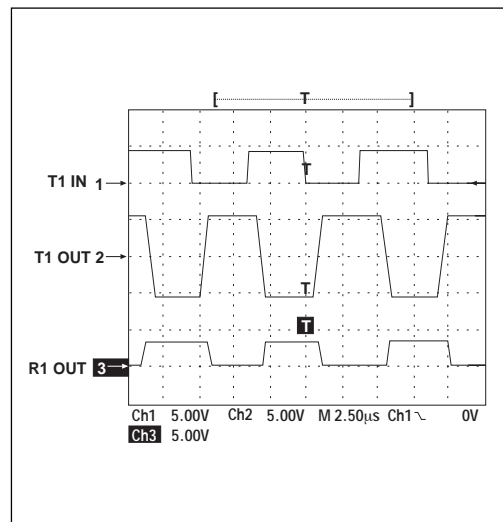 [ T ]
T1 IN 1
T
T1 OUT 2
T
T
R1 OUT 3
Ch1 5.00V Ch2 5.00V M 2.50µs Ch1 0V
Ch3 5.00V